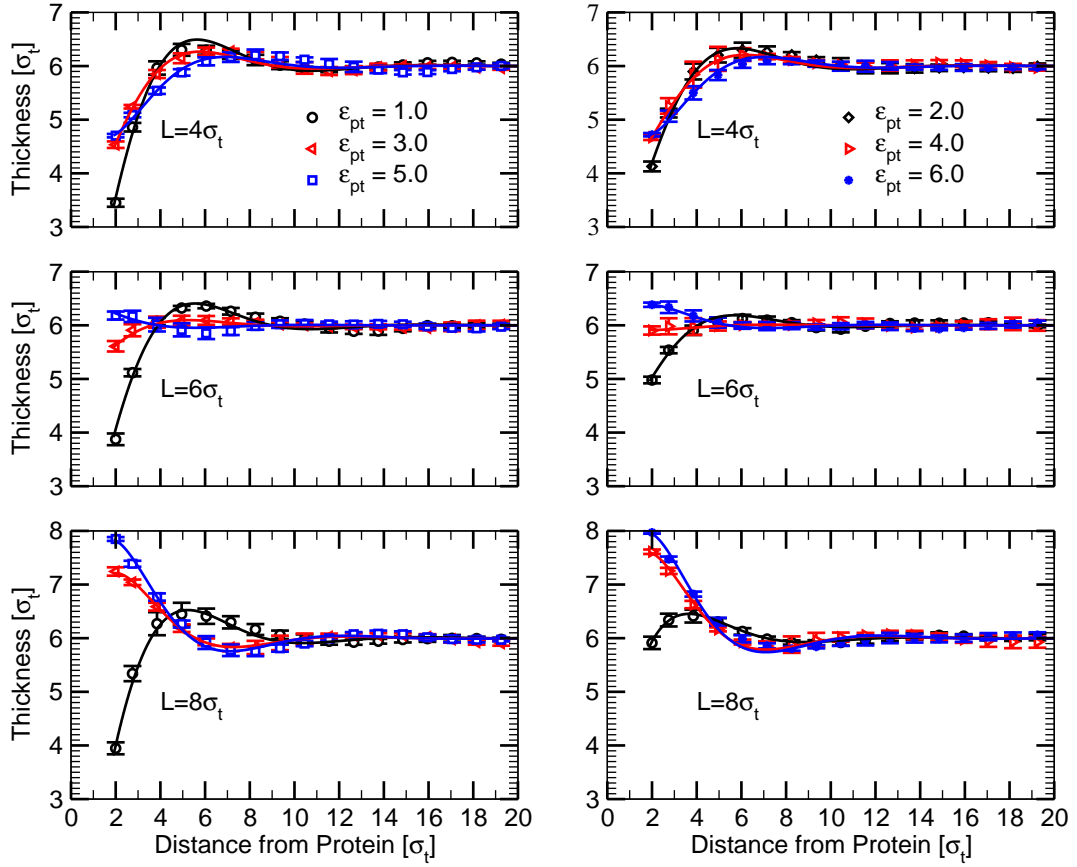 7
6
5
4
3
Thickness [σt]
L=4σt
εpt = 1.0
εpt = 3.0
εpt = 5.0
7
6
5
4
3
L=4σt
εpt = 2.0
εpt = 4.0
εpt = 6.0
7
6
5
4
3
Thickness [σt]
L=6σt
7
6
5
4
3
L=6σt
8
7
6
5
4
3
Thickness [σt]
L=8σt
0 2 4 6 8 10 12 14 16 18 20
Distance from Protein [σt]
8
7
6
5
4
3
L=8σt
0 2 4 6 8 10 12 14 16 18 20
Distance from Protein [σt]